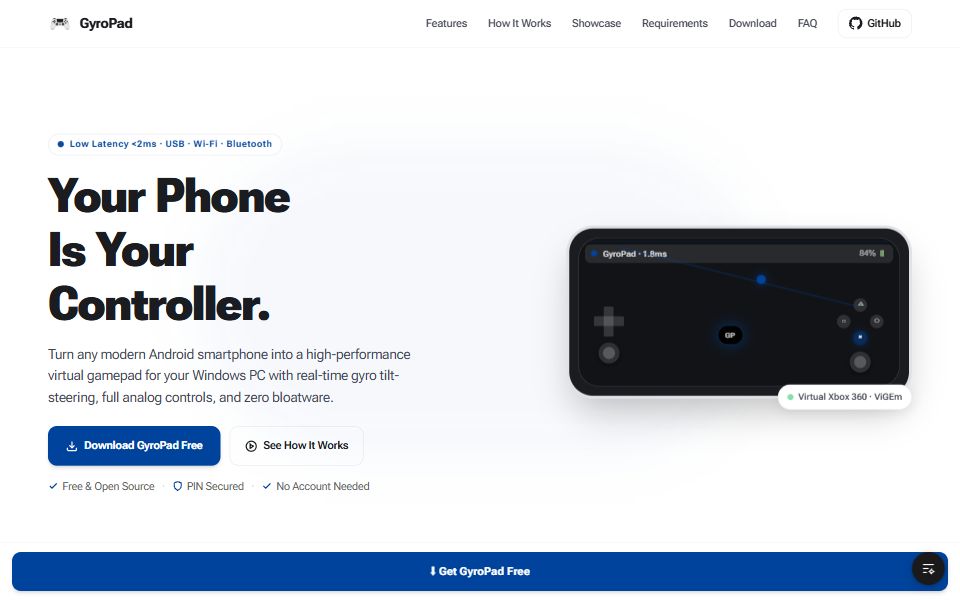 GyroPad
Features
How It Works
Showcase
Requirements
Download
FAQ
GitHub
Low Latency <2ms · USB · Wi-Fi · Bluetooth
Your Phone
Is Your
Controller.
Turn any modern Android smartphone into a high-performance
virtual gamepad for your Windows PC with real-time gyro tilt-
steering, full analog controls, and zero bloatware.
Download GyroPad Free
See How It Works
Free & Open Source · PIN Secured · No Account Needed
GyroPad · 1.8ms
84%
GP
Virtual Xbox 360 · ViGEm
⬇ Get GyroPad Free